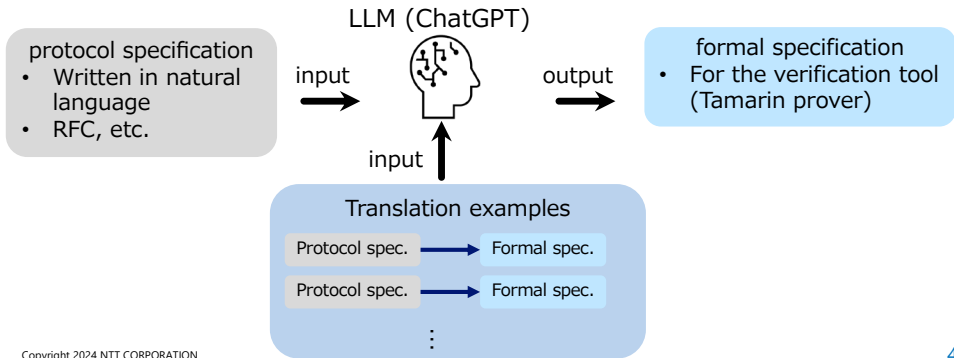 LLM (ChatGPT)
protocol specification
• Written in natural
language
• RFC, etc.
input
output
formal specification
• For the verification tool
(Tamarin prover)
input
Translation examples
Protocol spec.
Formal spec.
Protocol spec.
Formal spec.
⋮
Copyright 2024 NTT CORPORATION
4